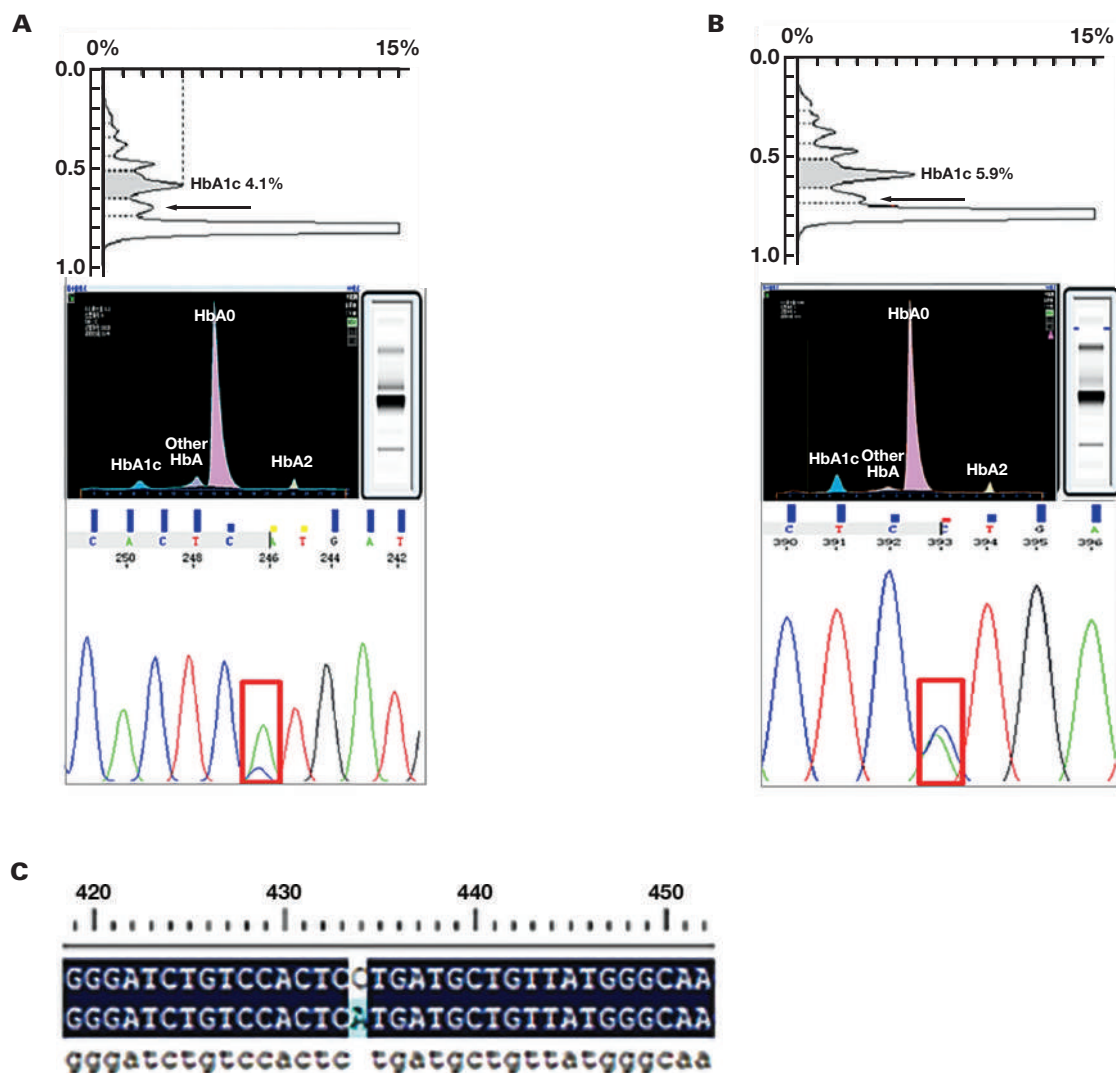 A
0% 15%
0.0
0.5
HbA1c 4.1%
1.0
HbA0
Other
HbA
HbA1c
HbA2
C A C T C A T G A T
250 248 246 244 242
B
0% 15%
0.0
0.5
HbA1c 5.9%
1.0
HbA0
HbA1c
Other
HbA
HbA2
C T C C T G A
390 391 392 393 394 395 396
C
420 430 440 450
GGGATCTGTCCACTCCTGATGCTGTTATGGGCAA
GGGATCTGTCCACTCATGATGCTGTTATGGGCAA
gggatctgtccactc tgatgctgttatgggcaa